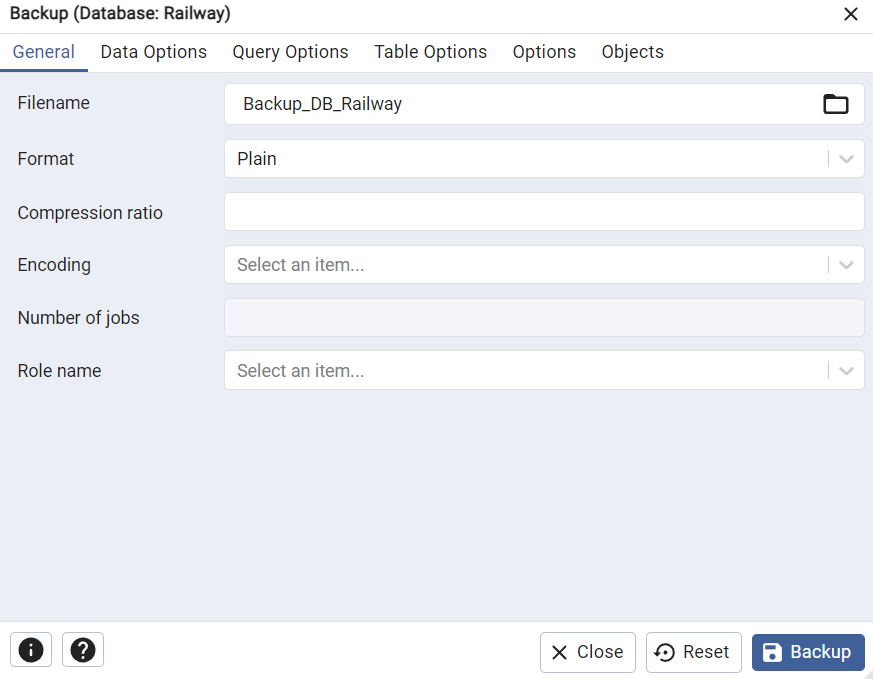 Backup (Database: Railway)
General Data Options Query Options Table Options Options Objects
Filename Backup_DB_Railway
Format Plain
Compression ratio
Encoding Select an item...
Number of jobs
Role name Select an item...
Close Reset Backup